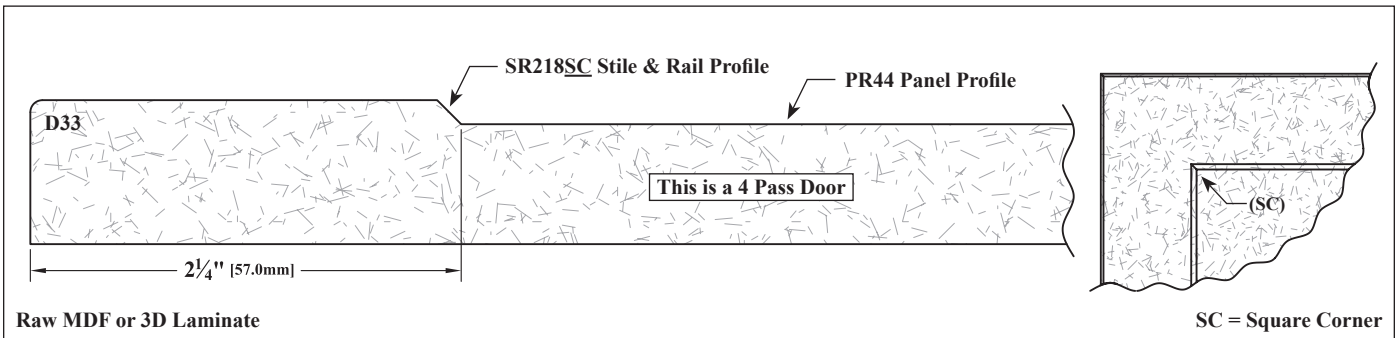 SR218SC Stile & Rail Profile
PR44 Panel Profile
D33
This is a 4 Pass Door
(SC)
2¼" [57.0mm]
Raw MDF or 3D Laminate
SC = Square Corner